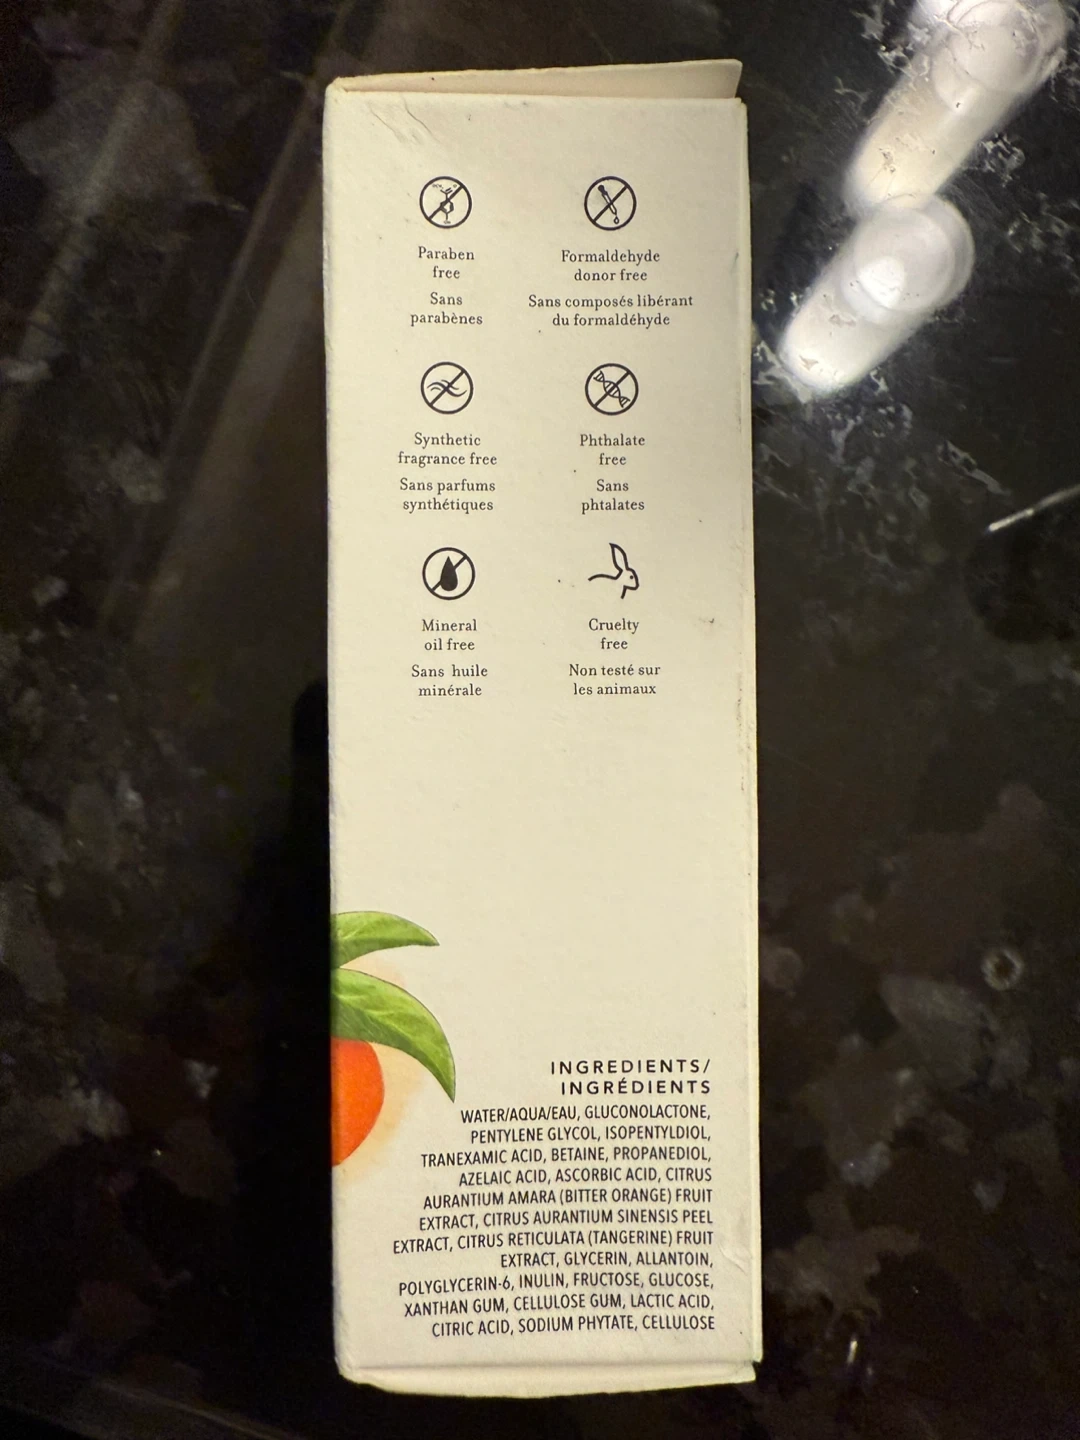 Paraben
free
Sans
parabènes
Formaldehyde
donor free
Sans composés libérant
du formaldéhyde
Synthetic
fragrance free
Sans parfums
synthétiques
Phthalate
free
Sans
phtalates
Mineral
oil free
Sans huile
minérale
Cruelty
free
Non testé sur
les animaux
INGREDIENTS/
INGRÉDIENTS
WATER/AQUA/EAU, GLUCONOLACTONE,
PENTYLENE GLYCOL, ISOPENTYLDIOL,
TRANEXAMIC ACID, BETAINE, PROPANEDIOL,
AZELAIC ACID, ASCORBIC ACID, CITRUS
AURANTIUM AMARA (BITTER ORANGE) FRUIT
EXTRACT, CITRUS AURANTIUM SINENSIS PEEL
EXTRACT, CITRUS RETICULATA (TANGERINE) FRUIT
EXTRACT, GLYCERIN, ALLANTOIN,
POLYGLYCERIN-6, INULIN, FRUCTOSE, GLUCOSE,
XANTHAN GUM, CELLULOSE GUM, LACTIC ACID,
CITRIC ACID, SODIUM PHYTATE, CELLULOSE